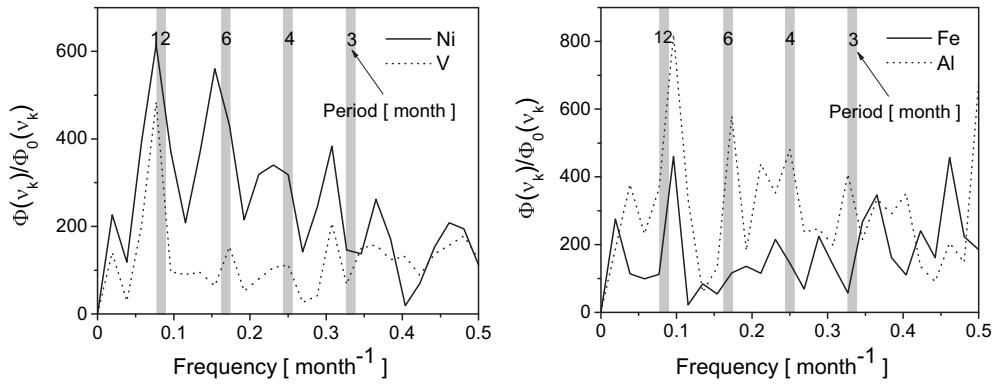 12 6 4 3
Ni
V
Period [ month ]
600
400
200
0
Φ(ν_k)/Φ_0(ν_k)
0 0.1 0.2 0.3 0.4 0.5
Frequency [ month^-1 ]
12 6 4 3
Fe
Al
Period [ month ]
800
600
400
200
0
Φ(ν_k)/Φ_0(ν_k)
0 0.1 0.2 0.3 0.4 0.5
Frequency [ month^-1 ]